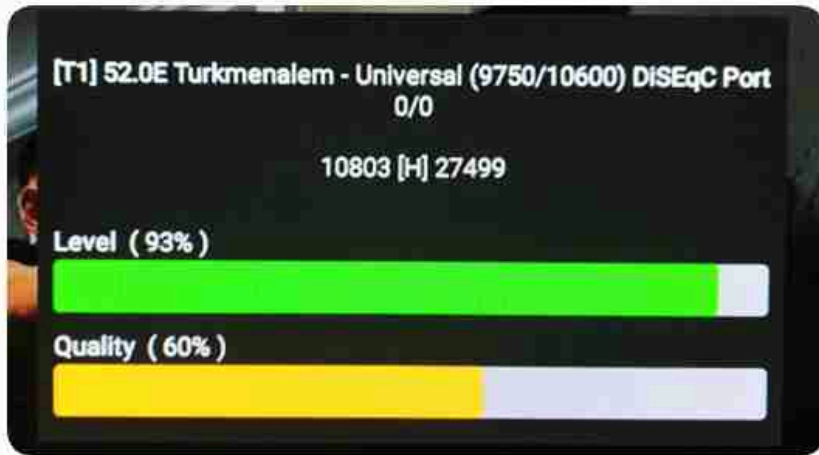 [T1] 52.0E Turkmenalem - Universal (9750/10600) DiSEqC Port
0/0
10803 [H] 27499
Level ( 93% )
Quality ( 60% )